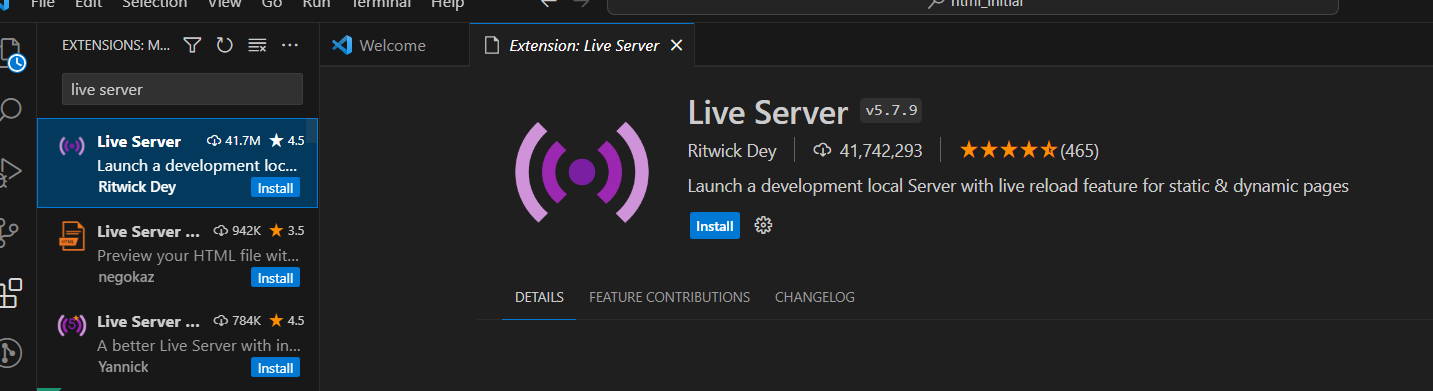 File Edit Selection View Go Run Terminal Help
html_initial
EXTENSIONS: M...
Welcome
Extension: Live Server
live server
Live Server 41.7M 4.5
Launch a development loc...
Ritwick Dey Install
Live Server ... 942K 3.5
Preview your HTML file wit...
negokaz Install
Live Server ... 784K 4.5
A better Live Server with in...
Yannick Install
Live Server v5.7.9
Ritwick Dey 41,742,293 (465)
Launch a development local Server with live reload feature for static & dynamic pages
Install
DETAILS FEATURE CONTRIBUTIONS CHANGELOG
HTML
5